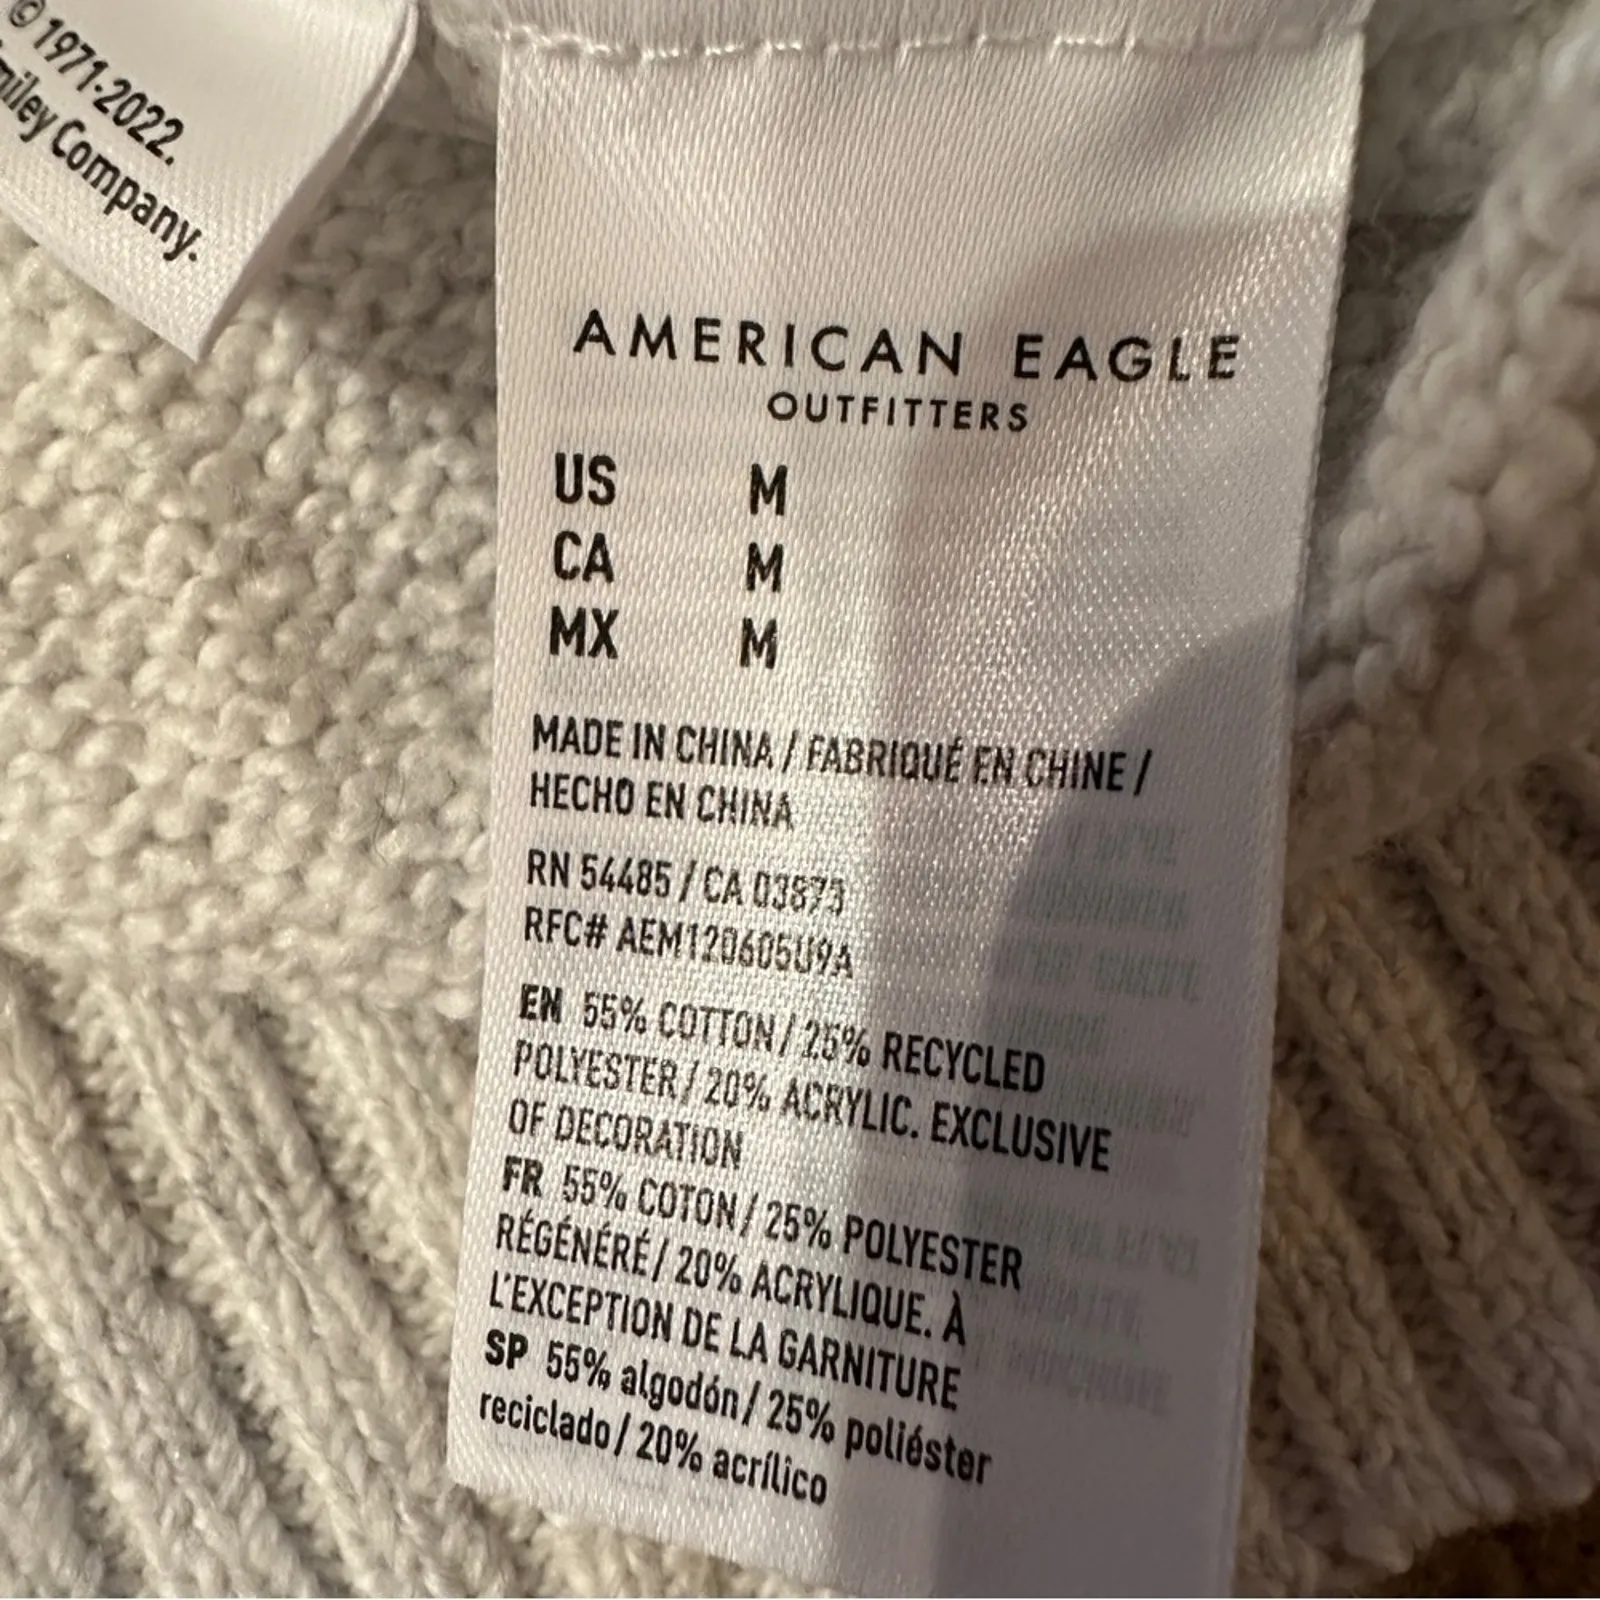 © 1971-2022.
Company.
AMERICAN EAGLE
OUTFITTERS
US M
CA M
MX M
MADE IN CHINA / FABRIQUÉ EN CHINE /
HECHO EN CHINA
RN 54485 / CA 03873
RFC# AEM120605U9A
EN 55% COTTON / 25% RECYCLED
POLYESTER / 20% ACRYLIC. EXCLUSIVE
OF DECORATION
FR 55% COTON / 25% POLYESTER
RÉGÉNÉRÉ / 20% ACRYLIQUE. À
L'EXCEPTION DE LA GARNITURE
SP 55% algodón / 25% poliéster
reciclado / 20% acrílico